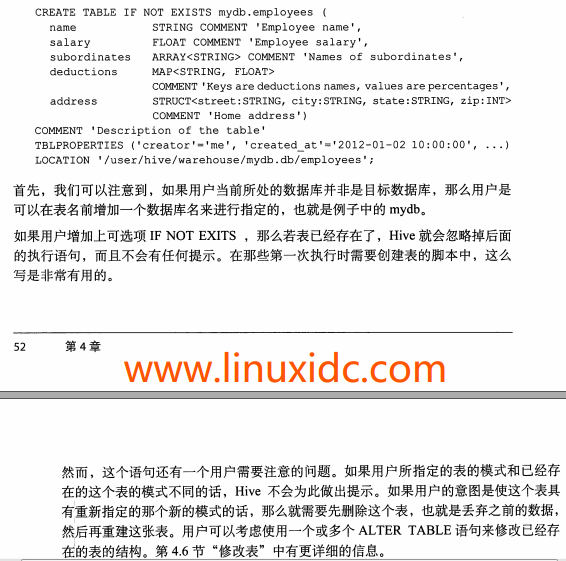 CREATE TABLE IF NOT EXISTS mydb.employees (
name STRING COMMENT 'Employee name',
salary FLOAT COMMENT 'Employee salary',
subordinates ARRAY<STRING> COMMENT 'Names of subordinates',
deductions MAP<STRING, FLOAT>
COMMENT 'Keys are deductions names, values are percentages',
address STRUCT<street:STRING, city:STRING, state:STRING, zip:INT>
COMMENT 'Home address')
COMMENT 'Description of the table'
TBLPROPERTIES ('creator'='me', 'created_at'='2012-01-02 10:00:00', ...)
LOCATION '/user/hive/warehouse/mydb.db/employees';
首先，我们可以注意到，如果用户当前所处的数据库并非是目标数据库，那么用户是
可以在表名前增加一个数据库名来进行指定的，也就是例子中的 mydb。
如果用户增加上可选项 IF NOT EXITS ，那么若表已经存在了，Hive 就会忽略掉后面
的执行语句，而且不会有任何提示。在那些第一次执行时需要创建表的脚本中，这么
写是非常有用的。
52 第 4 章
www.linuxidc.com
然而，这个语句还有一个用户需要注意的问题。如果用户所指定的表的模式和已经存
在的这个表的模式不同的话，Hive 不会为此做出提示。如果用户的意图是使这个表具
有重新指定的那个新的模式的话，那么就需要先删除这个表，也就是丢弃之前的数据，
然后再重建这张表。用户可以考虑使用一个或多个 ALTER TABLE 语句来修改已经存
在的表的结构。第 4.6 节“修改表”中有更详细的信息。